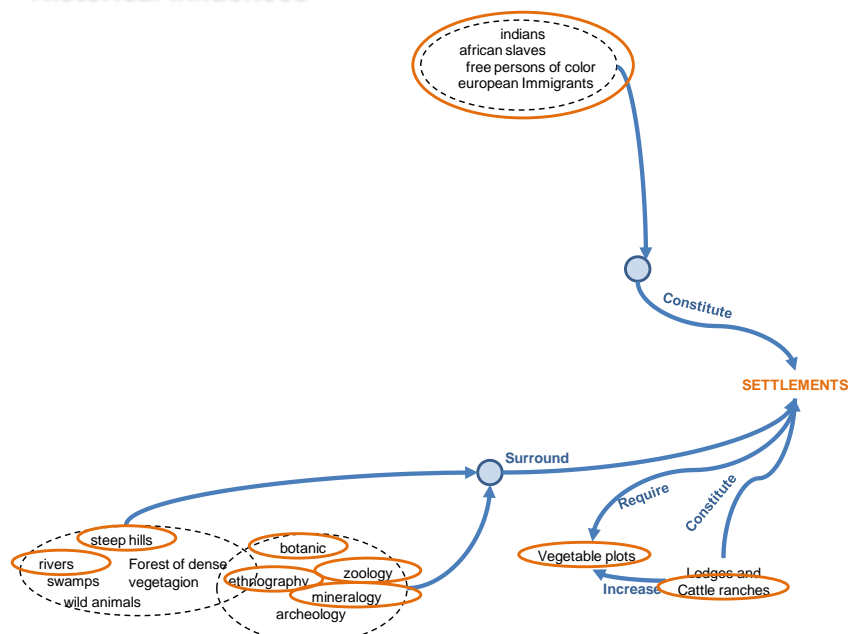 indians
african slaves
free persons of color
european Immigrants
Constitute
SETTLEMENTS
Surround
Require
Constitute
steep hills
rivers
Forest of dense
vegetagion
swamps
wild animals
botanic
zoology
ethnography
mineralogy
archeology
Vegetable plots
Increase
Lodges and
Cattle ranches